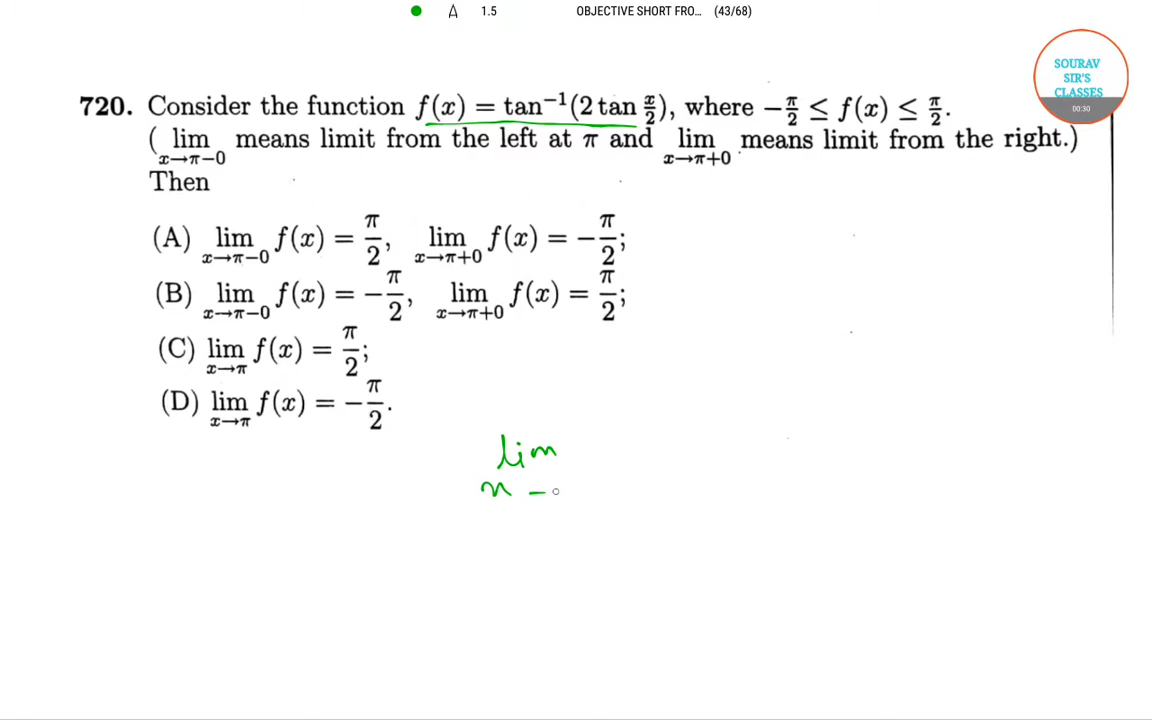 1.5 OBJECTIVE SHORT FRO... (43/68)
SOURAV
SIR'S
CLASSES
00:30
720. Consider the function f(x) = tan⁻¹(2 tan x/2), where −π/2 ≤ f(x) ≤ π/2.
( lim x→π−0 means limit from the left at π and lim x→π+0 means limit from the right.)
Then
(A) lim x→π−0 f(x) = π/2, lim x→π+0 f(x) = −π/2;
(B) lim x→π−0 f(x) = −π/2, lim x→π+0 f(x) = π/2;
(C) lim x→π f(x) = π/2;
(D) lim x→π f(x) = −π/2.
lim
x –